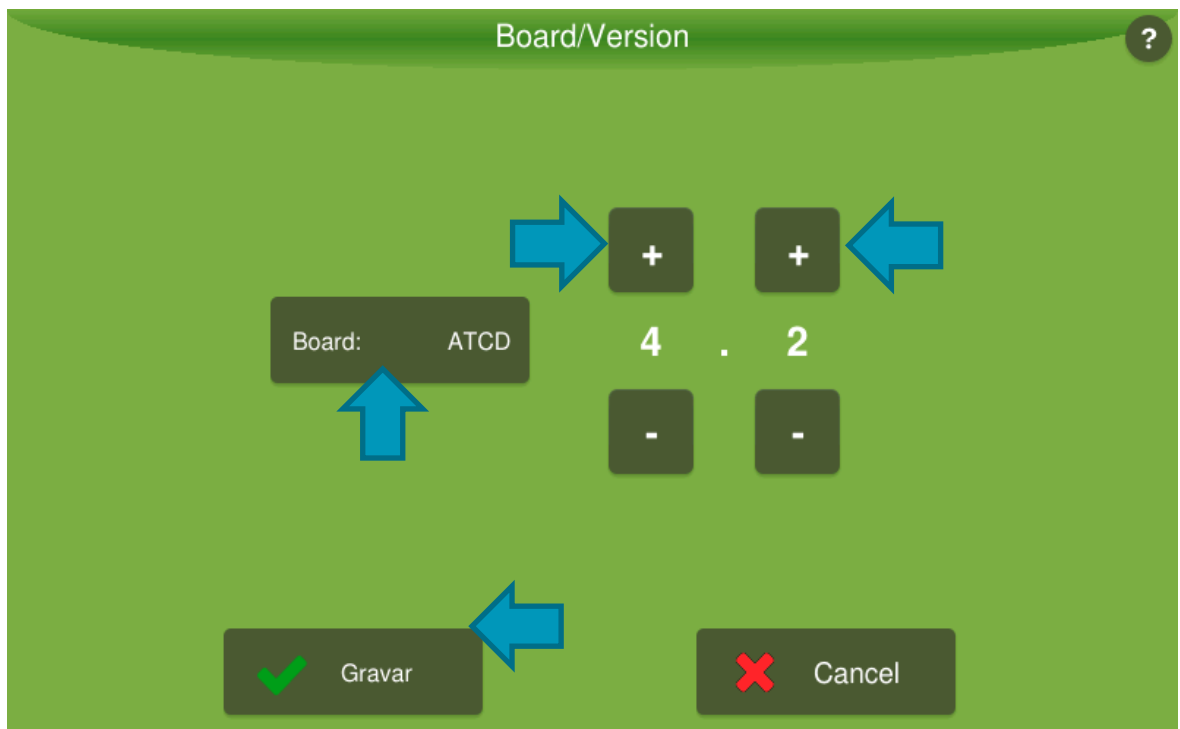 Board/Version
?
+ +
Board: ATCD
4 . 2
- -
Gravar
Cancel